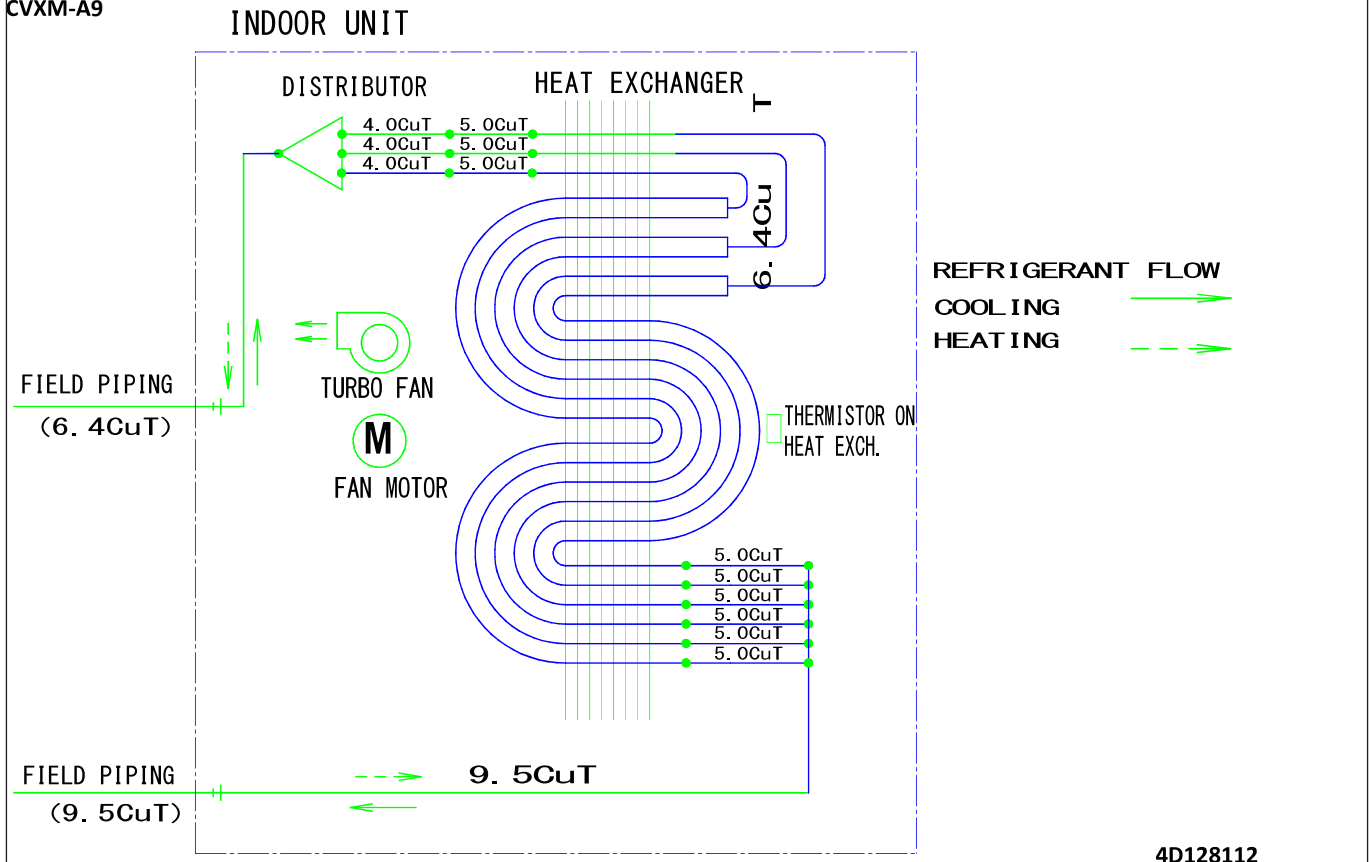 CVXM-A9
INDOOR UNIT
DISTRIBUTOR
HEAT EXCHANGER
4.0CuT 5.0CuT
4.0CuT 5.0CuT
4.0CuT 5.0CuT
6.4CuT
REFRIGERANT FLOW
COOLING
HEATING
FIELD PIPING
(6.4CuT)
TURBO FAN
M
FAN MOTOR
THERMISTOR ON
HEAT EXCH.
5.0CuT
5.0CuT
5.0CuT
5.0CuT
5.0CuT
5.0CuT
FIELD PIPING
(9.5CuT)
9.5CuT
4D128112